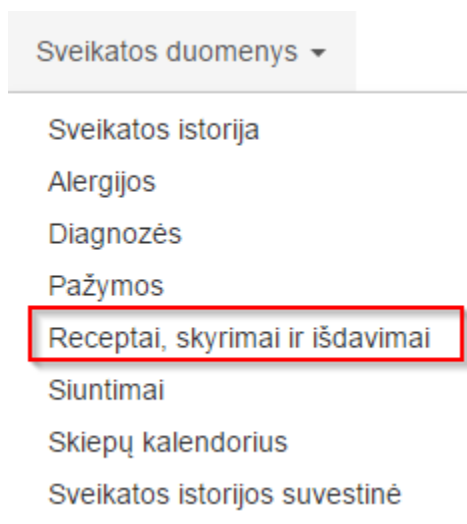 Sveikatos duomenys
Sveikatos istorija
Alergijos
Diagnozės
Pažymos
Receptai, skyrimai ir išdavimai
Siuntimai
Skiepų kalendorius
Sveikatos istorijos suvestinė